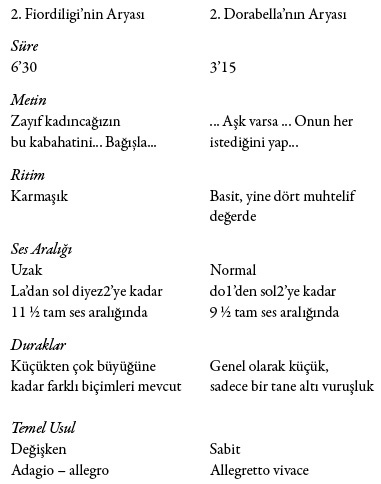 2. Fiordiligi’nin Aryası 2. Dorabella’nın Aryası
Süre
6’30 3’15
Metin
Zayıf kadıncağızın ... Aşk varsa ... Onun her
bu kabahatini... Bağışla... istediğini yap...
Ritim
Karmaşık Basit, yine dört muhtelif
değerde
Ses Aralığı
Uzak Normal
La’dan sol diyez2’ye kadar do1’den sol2’ye kadar
11 ½ tam ses aralığında 9 ½ tam ses aralığında
Duraklar
Küçükten çok büyüğüne Genel olarak küçük,
kadar farklı biçimleri mevcut sadece bir tane altı vuruşluk
Temel Usul
Değişken Sabit
Adagio – allegro Allegretto vivace